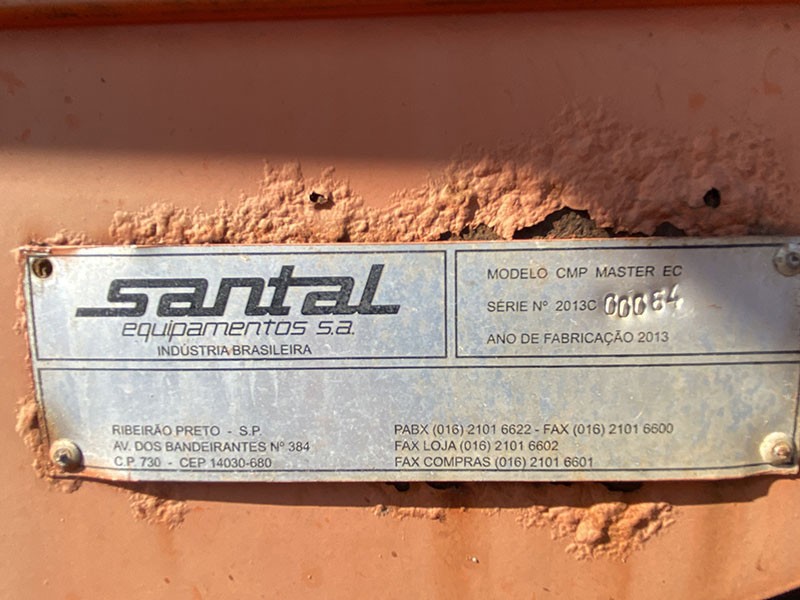 santal
equipamentos s.a.
INDÚSTRIA BRASILEIRA
MODELO CMP MASTER EC
SÉRIE Nº 2013C 00084
ANO DE FABRICAÇÃO 2013
RIBEIRÃO PRETO - S.P.
AV. DOS BANDEIRANTES Nº 384
C.P. 730 - CEP 14030-680
PABX (016) 2101 6622 - FAX (016) 2101 6600
FAX LOJA (016) 2101 6602
FAX COMPRAS (016) 2101 6601